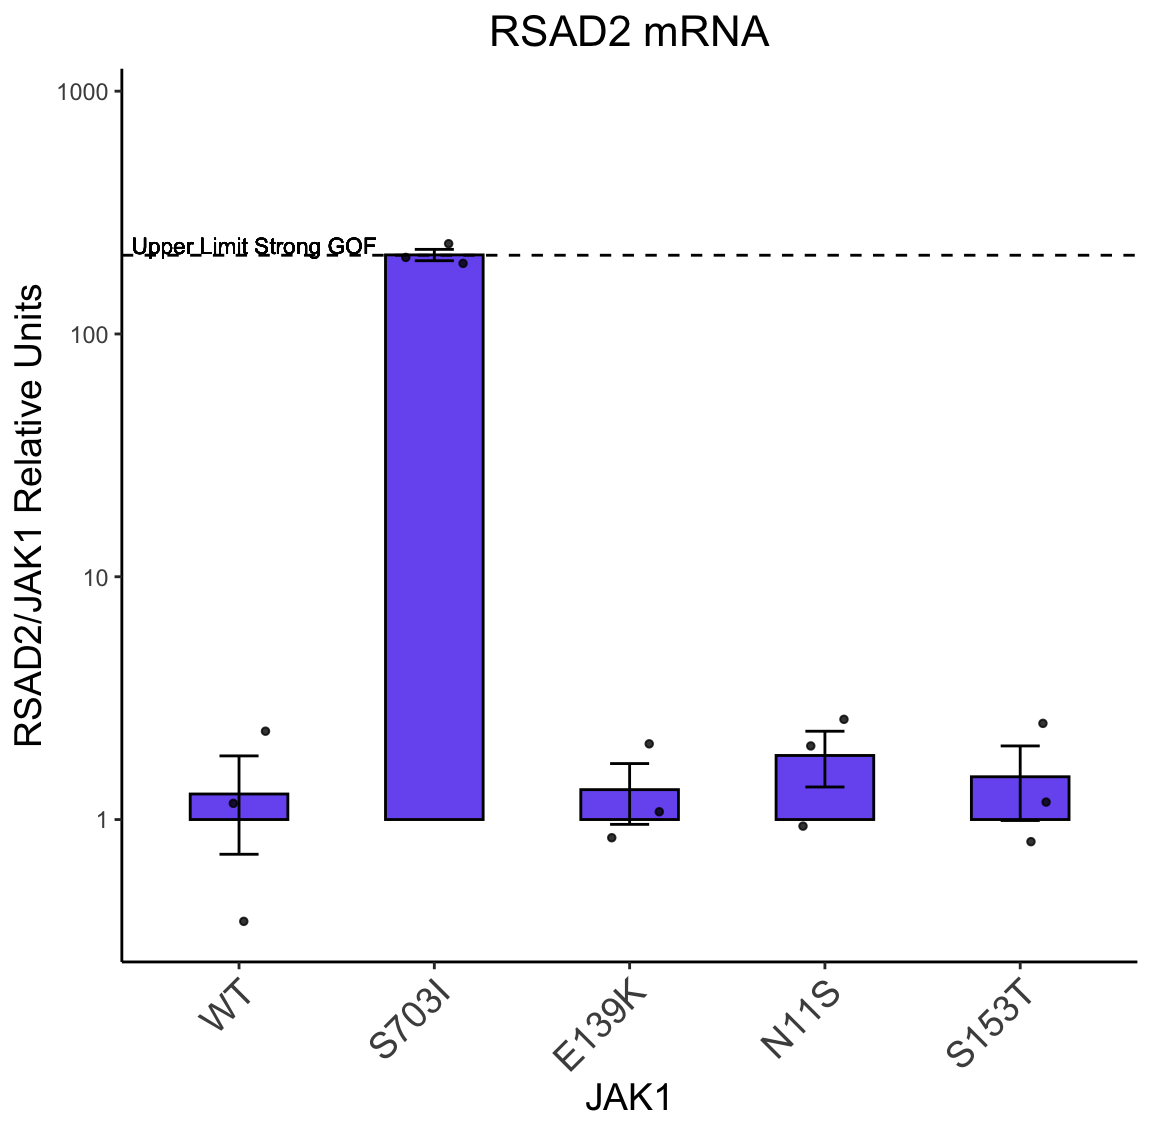 RSAD2 mRNA
1000
100
10
1
RSAD2/JAK1 Relative Units
Upper Limit Strong GOF
WT
S703I
E139K
N11S
S153T
JAK1